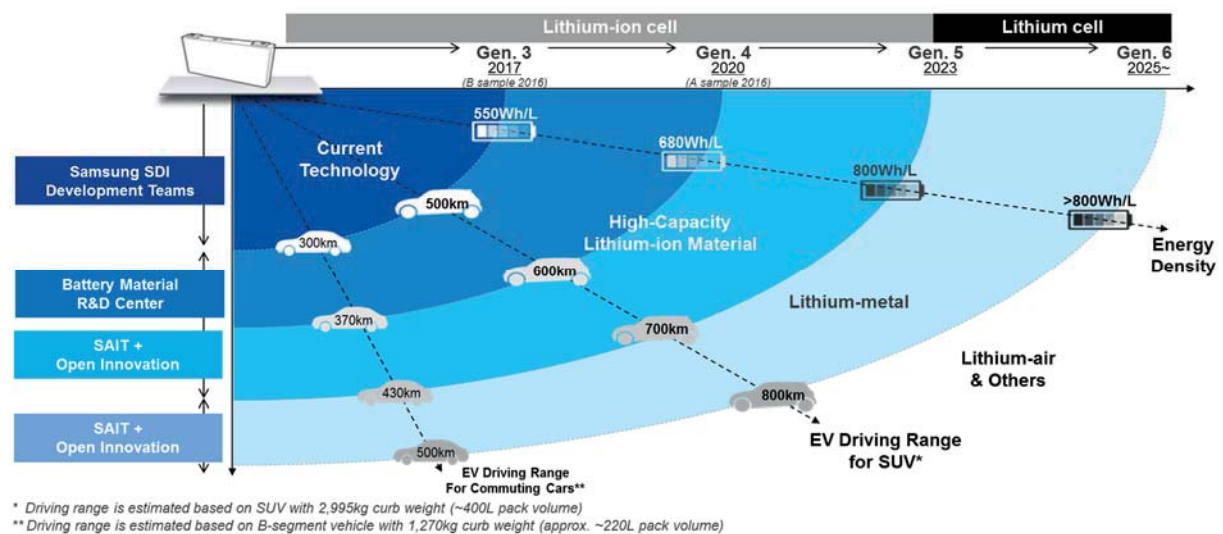 Lithium-ion cell
Lithium cell
Gen. 3
2017
(B sample 2016)
Gen. 4
2020
(A sample 2016)
Gen. 5
2023
Gen. 6
2025~
550Wh/L
680Wh/L
800Wh/L
>800Wh/L
Energy
Density
Current
Technology
High-Capacity
Lithium-ion Material
Lithium-metal
Lithium-air
& Others
Samsung SDI
Development Teams
Battery Material
R&D Center
SAIT +
Open Innovation
SAIT +
Open Innovation
500km
600km
700km
800km
EV Driving Range
for SUV*
300km
370km
430km
500km
EV Driving Range
For Commuting Cars**
* Driving range is estimated based on SUV with 2,995kg curb weight (~400L pack volume)
** Driving range is estimated based on B-segment vehicle with 1,270kg curb weight (approx. ~220L pack volume)